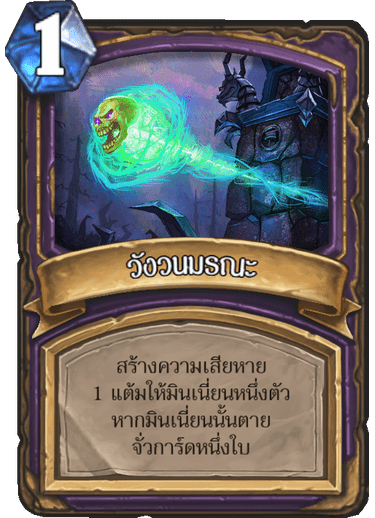 1
วังวนมรณะ
สร้างความเสียหาย
1 แต้มให้มินเนี่ยนหนึ่งตัว
หากมินเนี่ยนนั้นตาย
จั่วการ์ดหนึ่งใบ